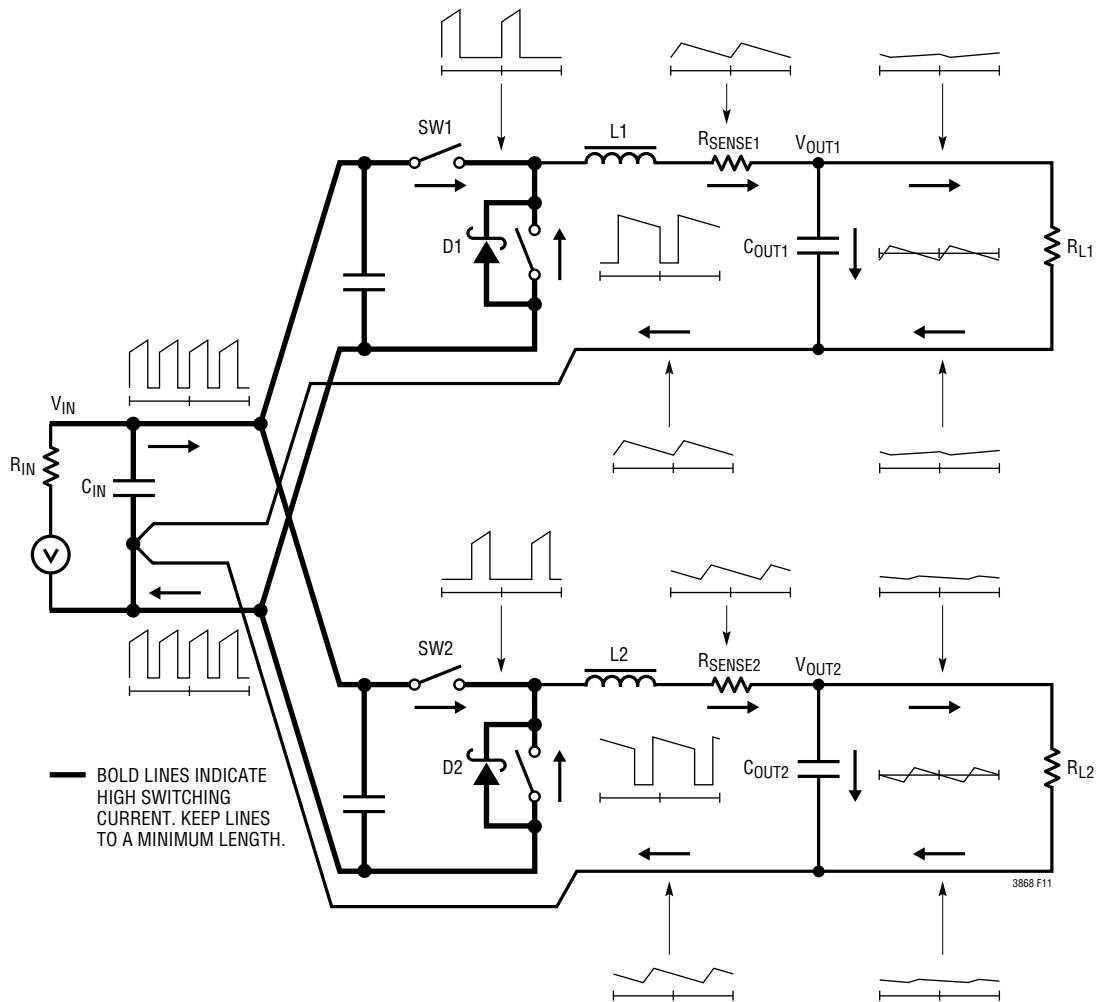 SW1
L1
RSENSE1
VOUT1
D1
COUT1
RL1
VIN
RIN
CIN
V
SW2
L2
RSENSE2
VOUT2
D2
COUT2
RL2
BOLD LINES INDICATE
HIGH SWITCHING
CURRENT. KEEP LINES
TO A MINIMUM LENGTH.
3868 F11